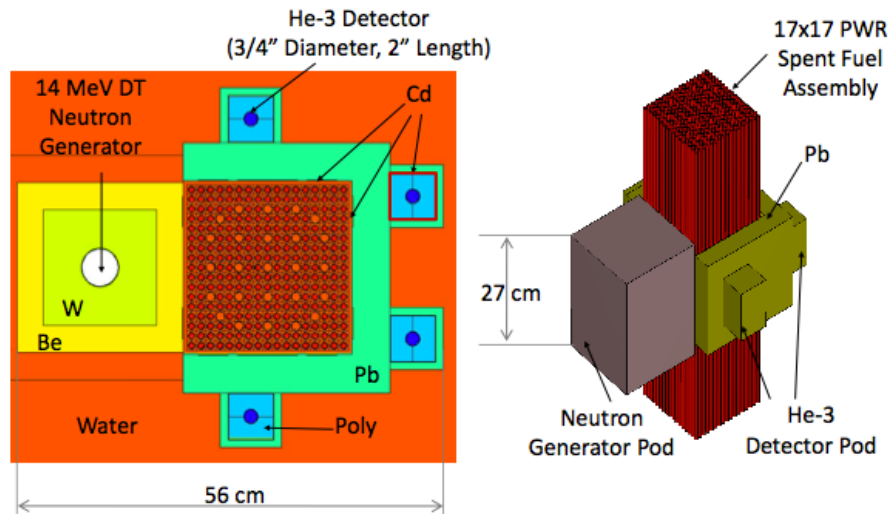 He-3 Detector
(3/4” Diameter, 2” Length)
14 MeV DT
Neutron
Generator
Cd
W
Be
Pb
Water
Poly
56 cm
17x17 PWR
Spent Fuel
Assembly
Pb
27 cm
Neutron
Generator Pod
He-3
Detector Pod